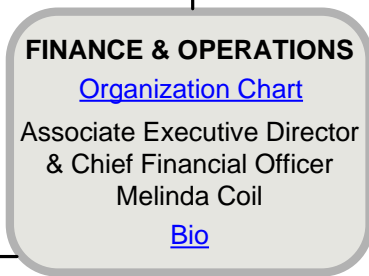 FINANCE & OPERATIONS
Organization Chart
Associate Executive Director
& Chief Financial Officer
Melinda Coil
Bio